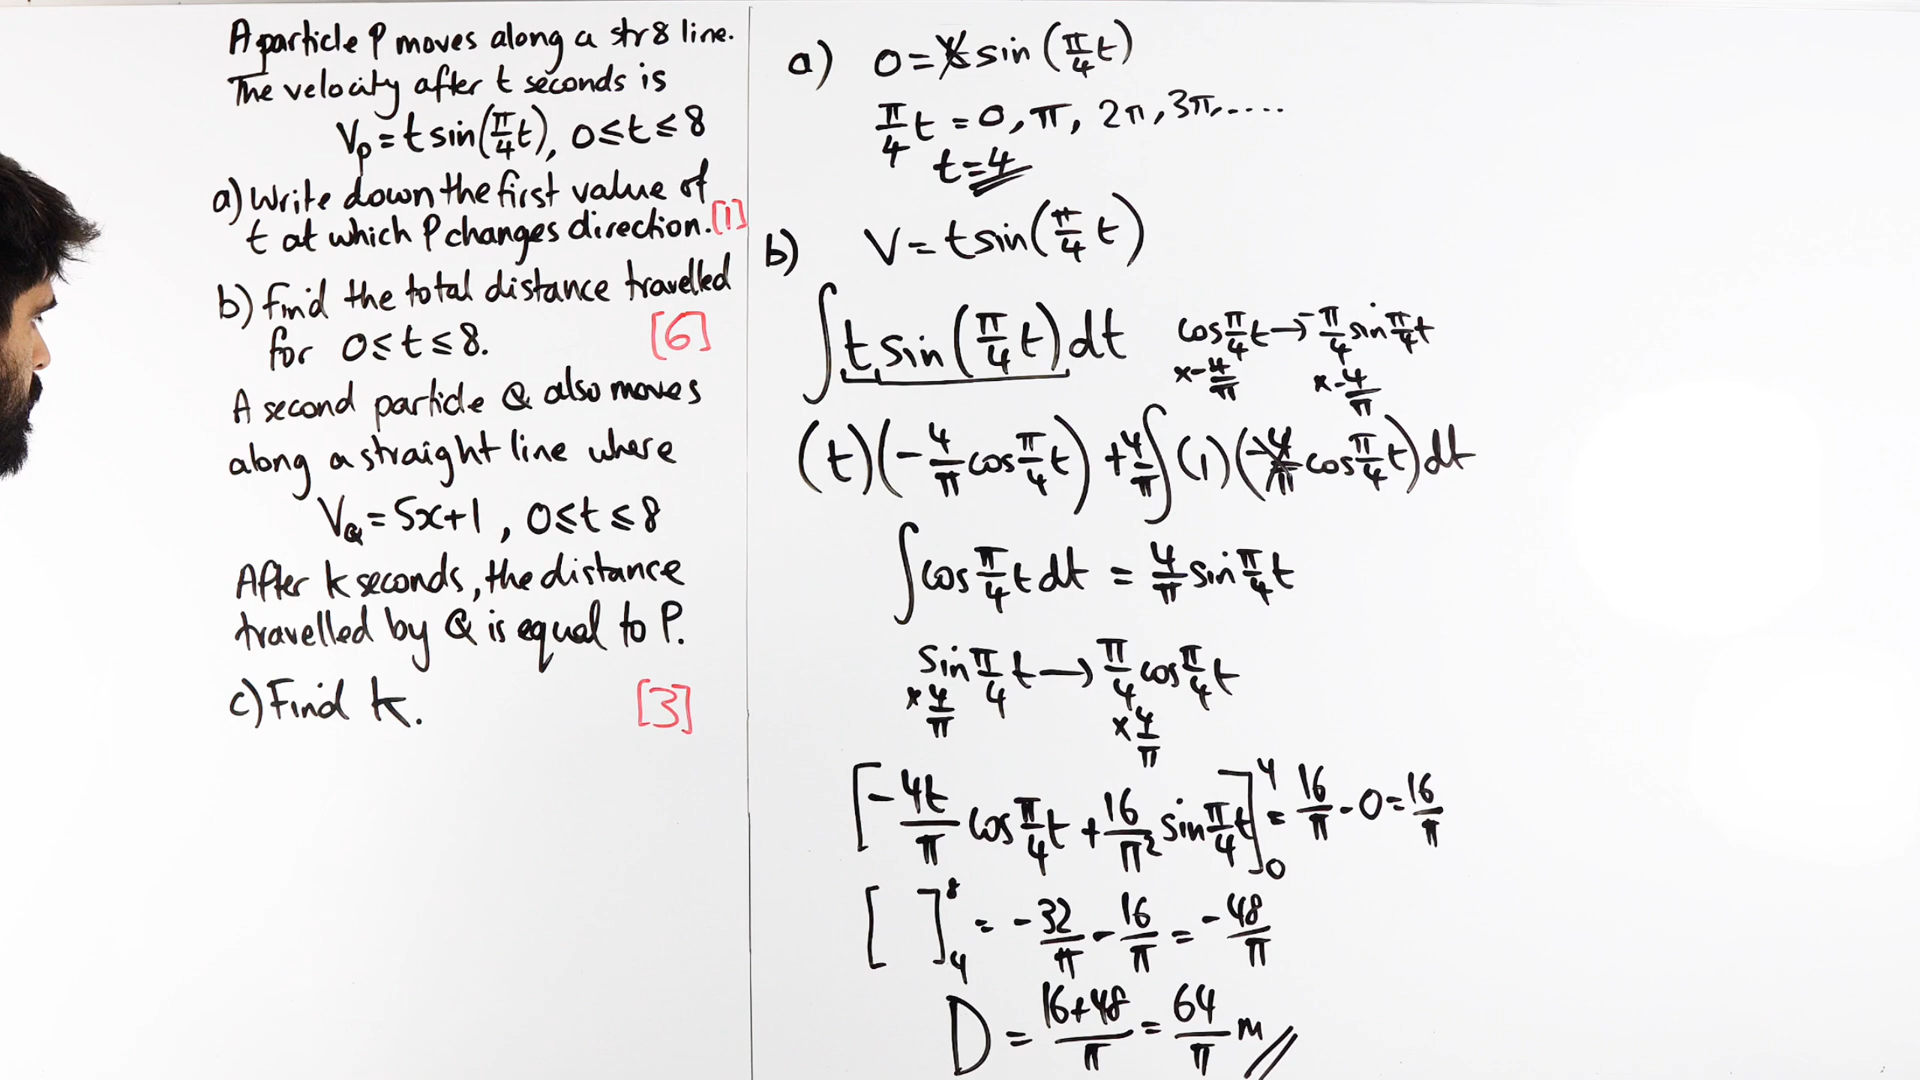 A particle P moves along a str8 line.
The velocity after t seconds is
Vp = t sin(π/4 t), 0≤t≤8
a) Write down the first value of
t at which P changes direction. [1]
b) Find the total distance travelled
for 0≤t≤8. [6]
A second particle Q also moves
along a straight line where
VQ = 5x+1, 0≤t≤8
After k seconds, the distance
travelled by Q is equal to P.
c) Find k. [3]
a) 0 = t sin(π/4 t)
π/4 t = 0, π, 2π, 3π, ....
t=4
b) V = t sin(π/4 t)
∫ t sin(π/4 t) dt
cos π/4 t → -π/4 sin π/4 t
x -4/π x -4/π
(t)(-4/π cos π/4 t) + 4/π ∫ (1)(-4/π cos π/4 t) dt
∫ cos π/4 t dt = 4/π sin π/4 t
sin π/4 t → π/4 cos π/4 t
x 4/π x 4/π
[-4t/π cos π/4 t + 16/π² sin π/4 t]⁴₀ = 16/π - 0 = 16/π
[ ]⁸₄ = -32/π - 16/π = -48/π
D = 16+48/π = 64/π m